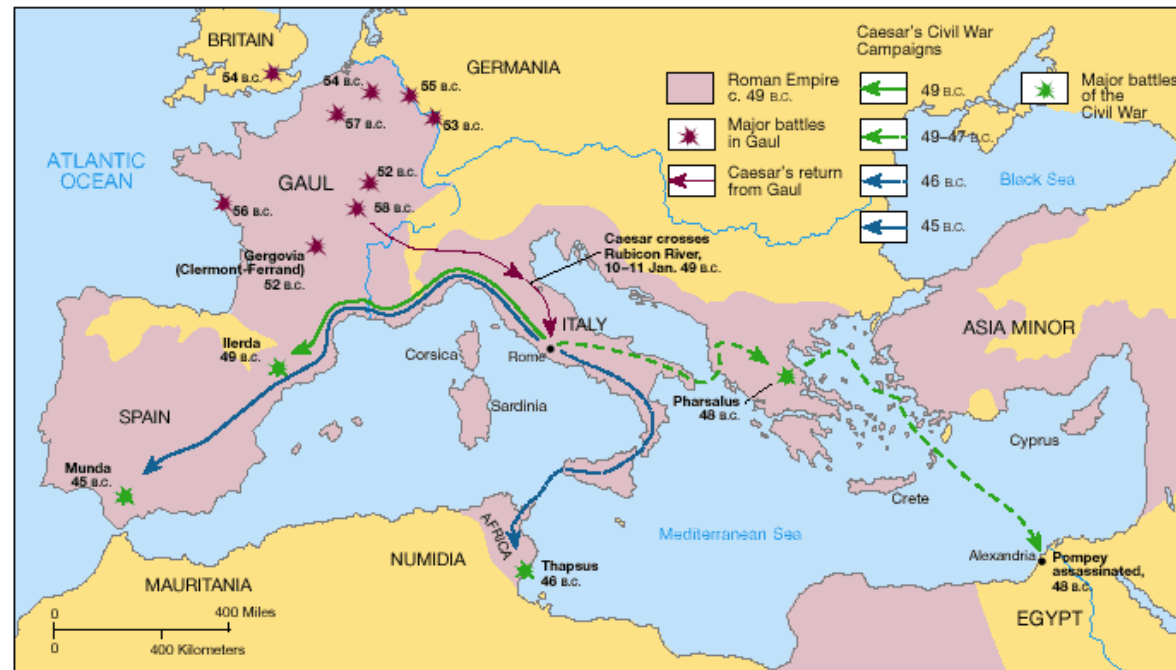 BRITAIN
54 B.C.
GERMANIA
54 B.C.
55 B.C.
57 B.C.
53 B.C.
ATLANTIC
OCEAN
GAUL
52 B.C.
56 B.C.
58 B.C.
Gergovia
(Clermont-Ferrand)
52 B.C.
Caesar crosses
Rubicon River,
10–11 Jan. 49 B.C.
Roman Empire
c. 49 B.C.
Major battles
in Gaul
Caesar's return
from Gaul
Caesar's Civil War
Campaigns
49 B.C.
49–47 B.C.
46 B.C.
45 B.C.
Major battles
of the
Civil War
Black Sea
ITALY
ASIA MINOR
Ilerda
49 B.C.
Corsica
Rome
Sardinia
SPAIN
Pharsalus
48 B.C.
Cyprus
Munda
45 B.C.
Crete
Mediterranean Sea
AFRICA
NUMIDIA
Thapsus
46 B.C.
MAURITANIA
Alexandria
Pompey
assassinated,
48 B.C.
EGYPT
0 400 Miles
0 400 Kilometers